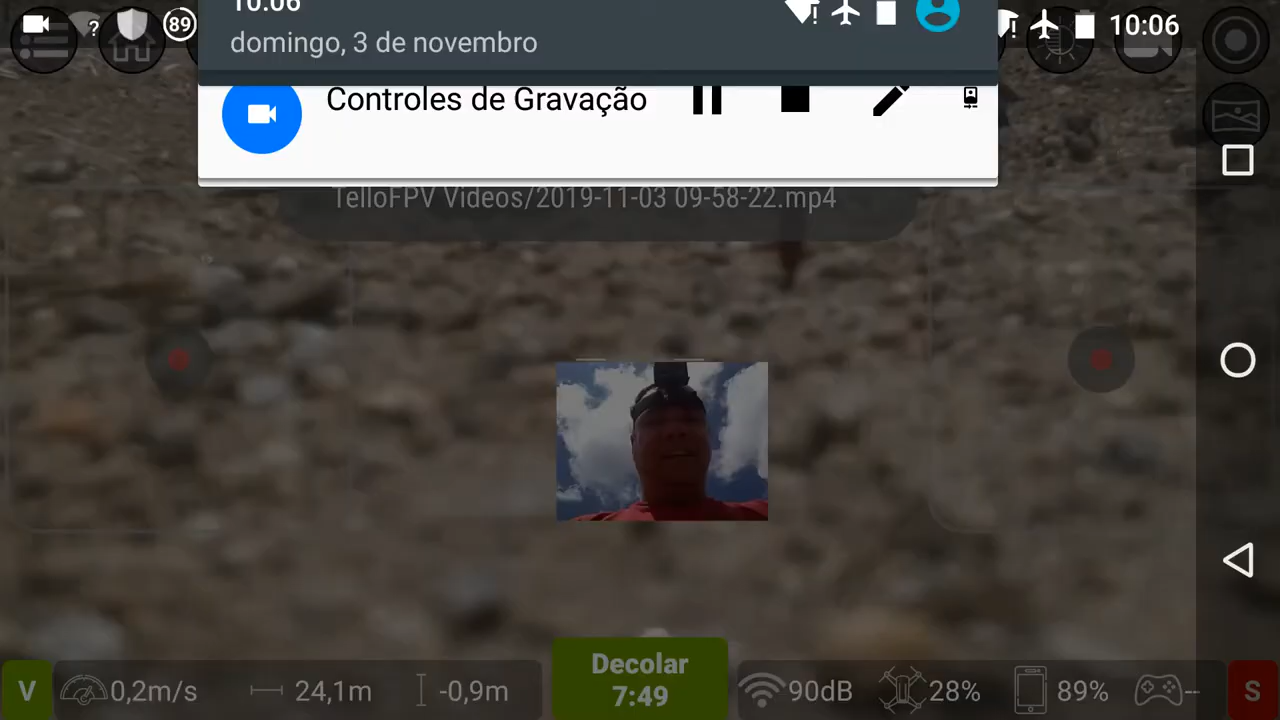 10:06
89
?
10:06
domingo, 3 de novembro
Controles de Gravação
TelloFPV Videos/2019-11-03 09-58-22.mp4
V
0,2m/s
24,1m
-0,9m
Decolar
7:49
90dB
28%
89%
--
S